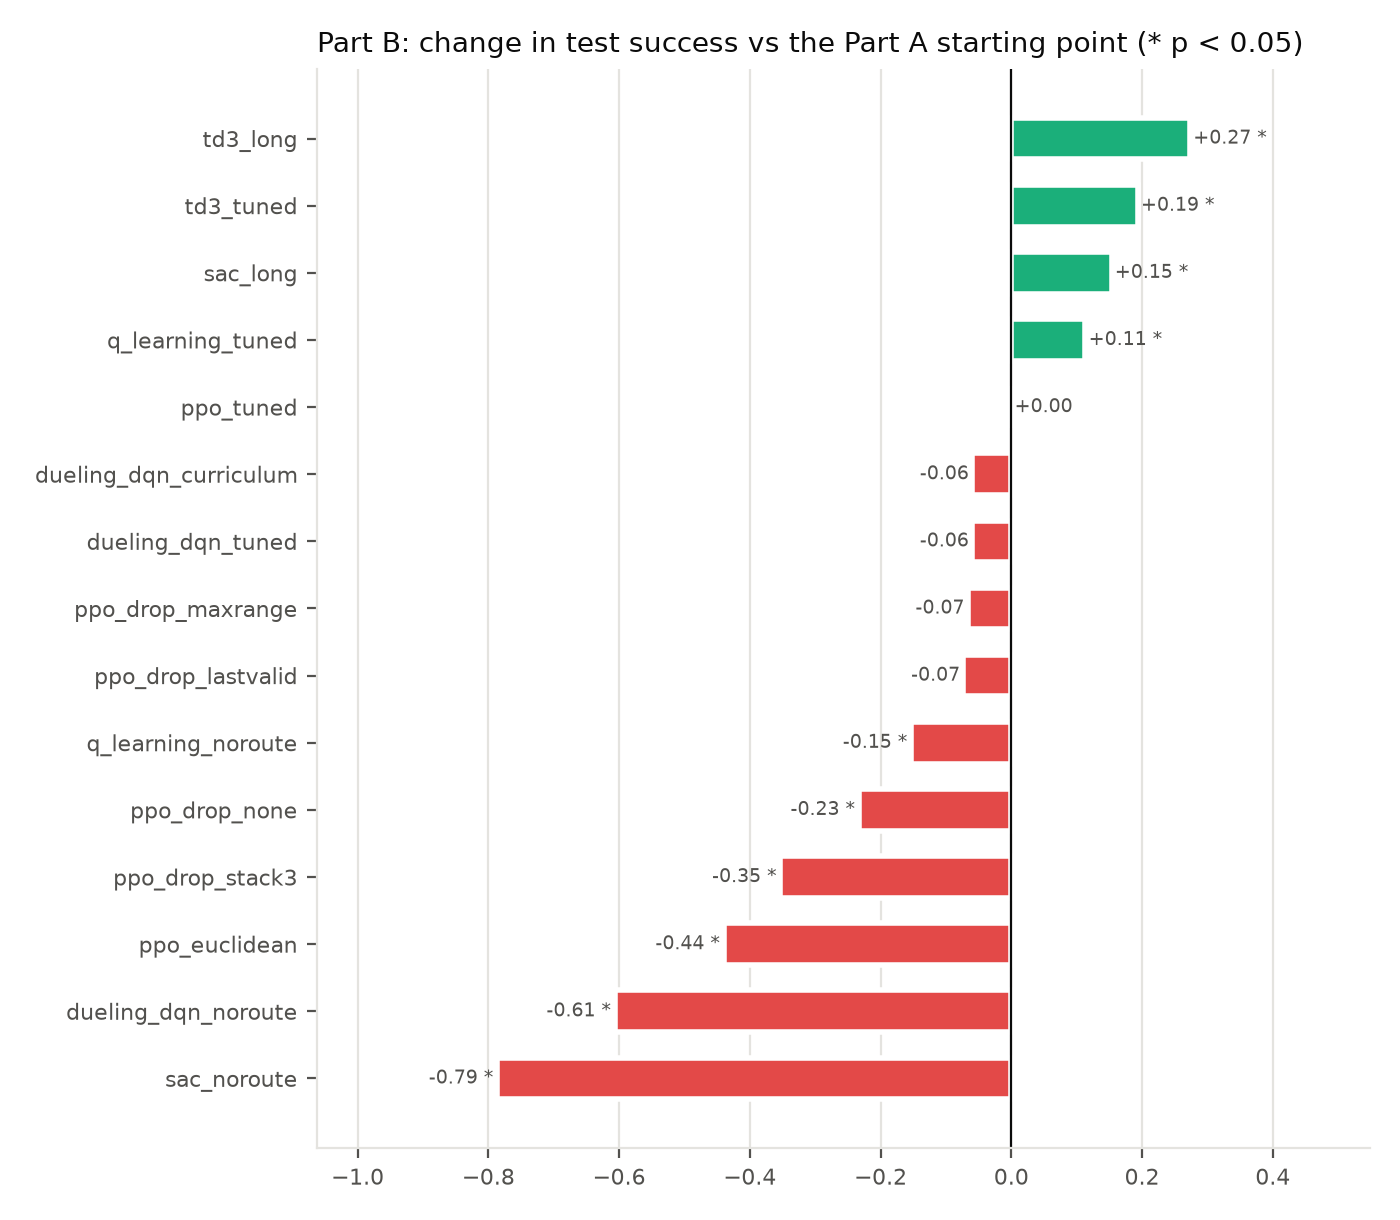 Part B: change in test success vs the Part A starting point (* p < 0.05)
td3_long +0.27 *
td3_tuned +0.19 *
sac_long +0.15 *
q_learning_tuned +0.11 *
ppo_tuned +0.00
dueling_dqn_curriculum -0.06
dueling_dqn_tuned -0.06
ppo_drop_maxrange -0.07
ppo_drop_lastvalid -0.07
q_learning_noroute -0.15 *
ppo_drop_none -0.23 *
ppo_drop_stack3 -0.35 *
ppo_euclidean -0.44 *
dueling_dqn_noroute -0.61 *
sac_noroute -0.79 *
−1.0 −0.8 −0.6 −0.4 −0.2 0.0 0.2 0.4